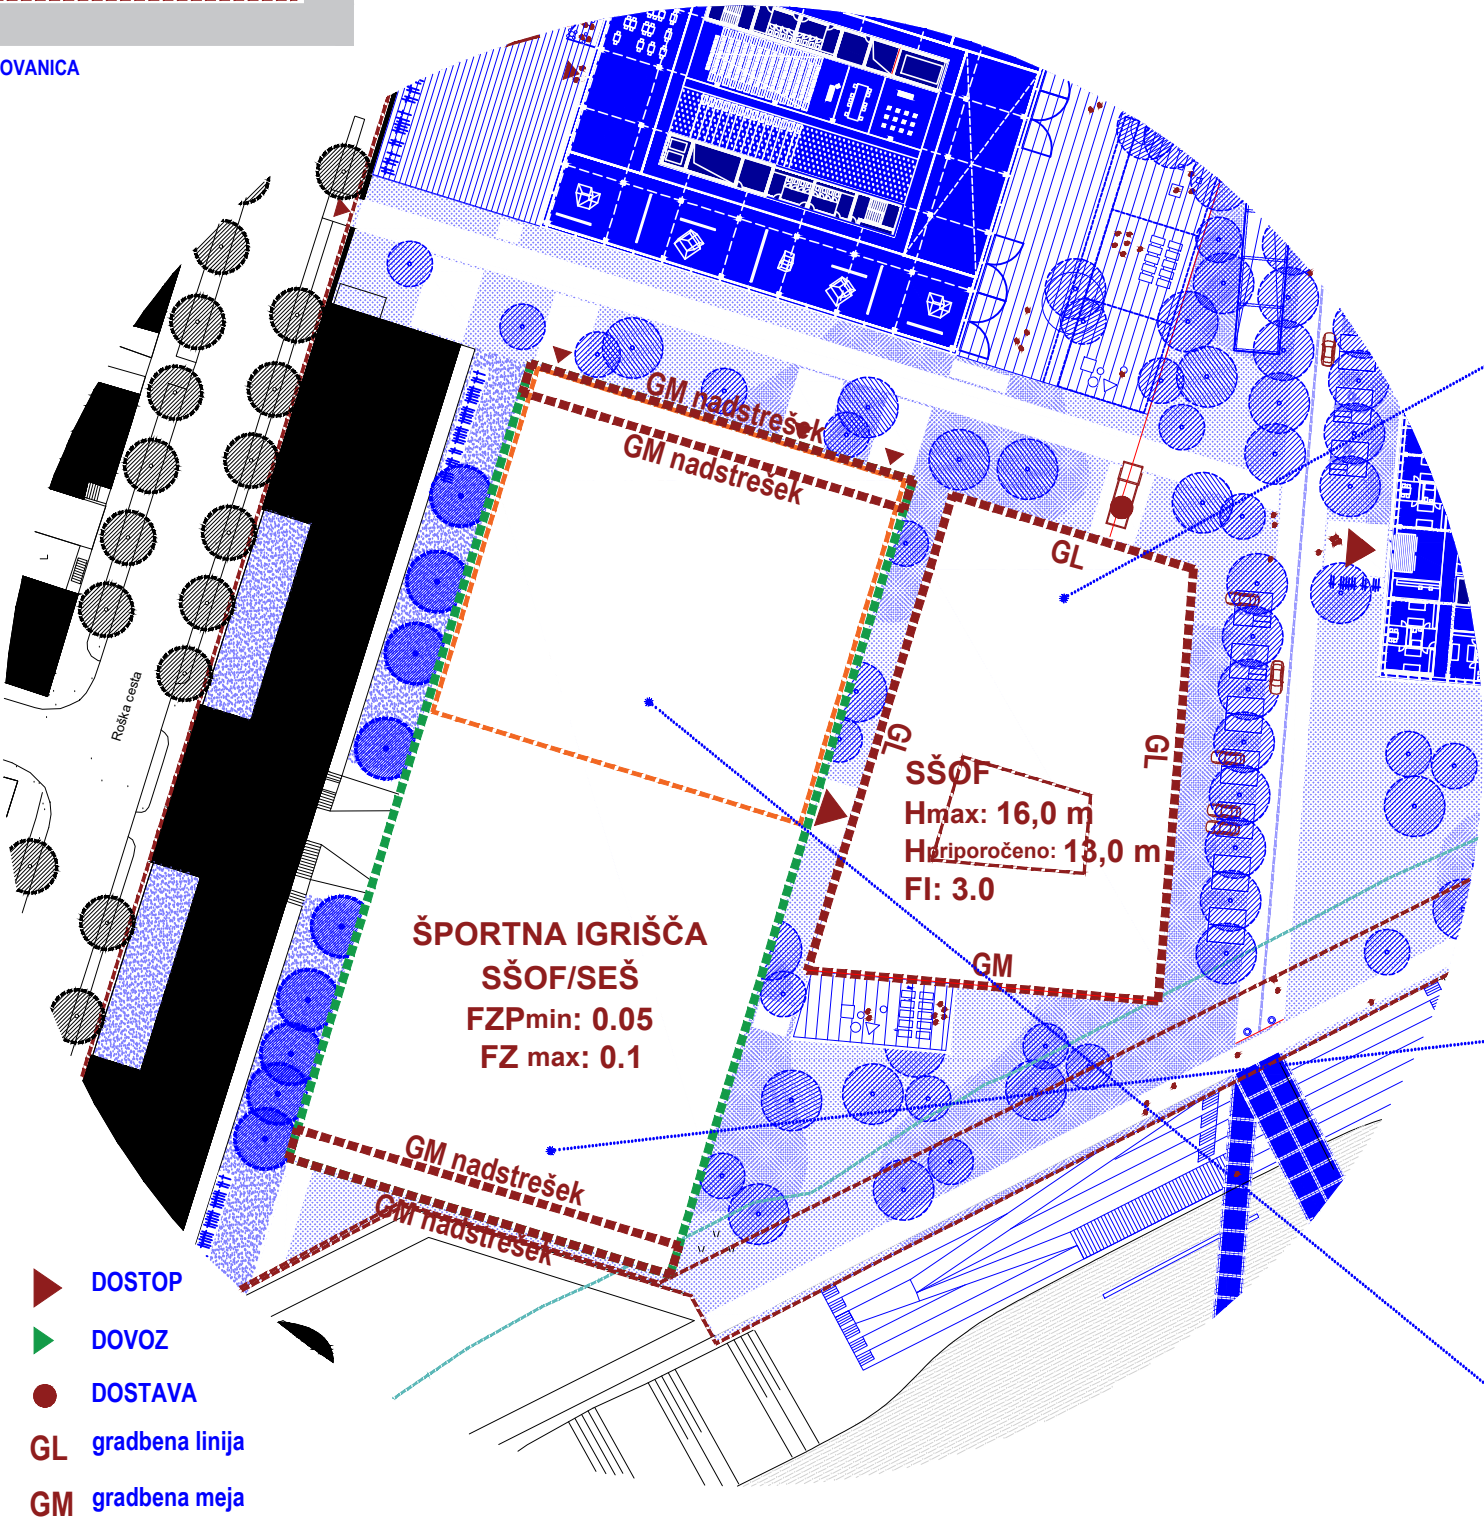 OVANICA
GM nadstrešek
GM nadstrešek
GL
Roška cesta
GL
GL
SŠOF
Hmax: 16,0 m
Hpriporočeno: 13,0 m
FI: 3.0
ŠPORTNA IGRIŠČA
SŠOF/SEŠ
FZPmin: 0.05
FZ max: 0.1
GM
GM nadstrešek
GM nadstrešek
DOSTOP
DOVOZ
DOSTAVA
GL gradbena linija
GM gradbena meja